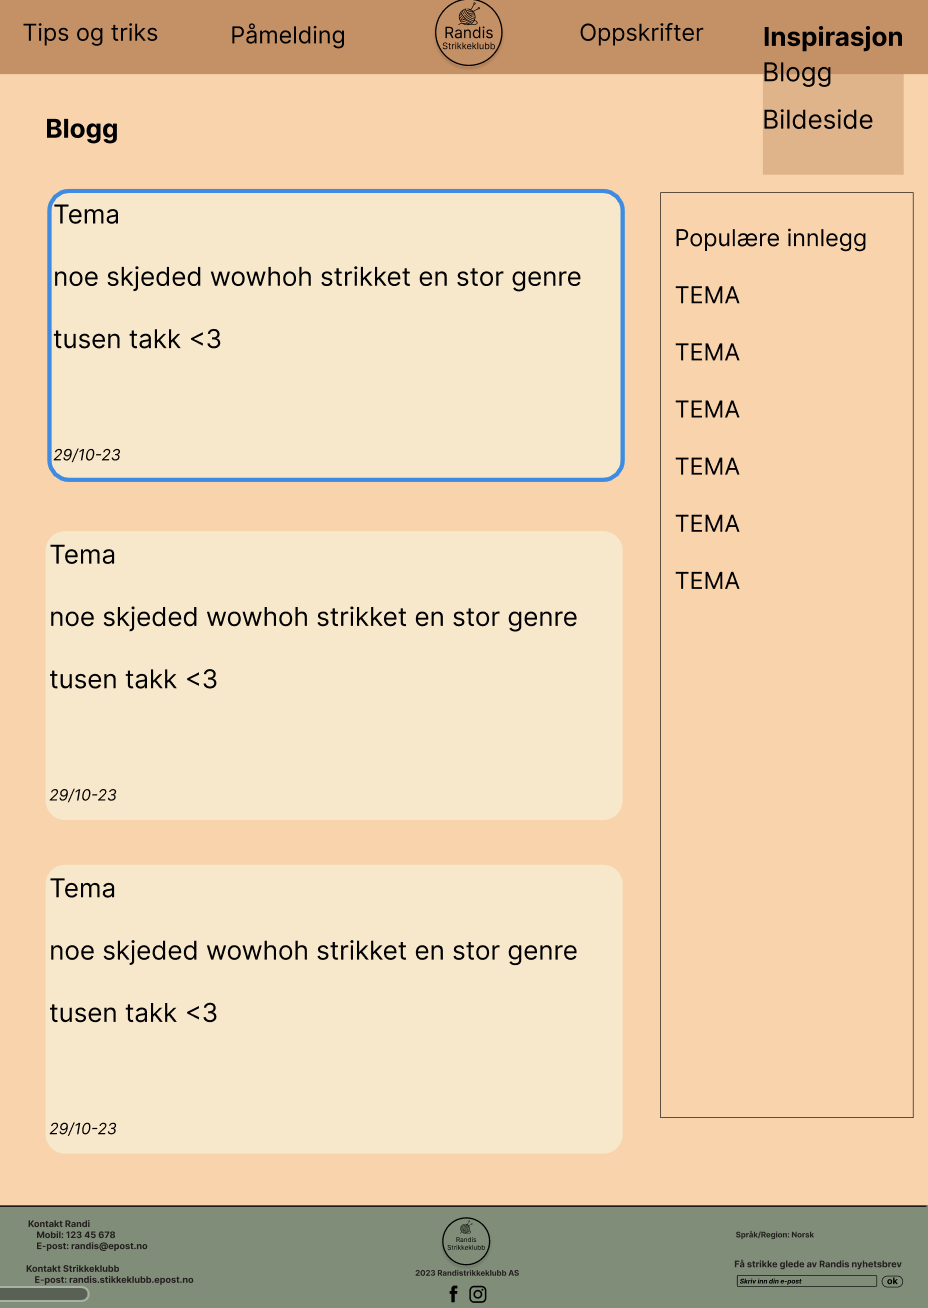 Tips og triks
Påmelding
Randis
Strikkeklubb
Oppskrifter
Inspirasjon
Blogg
Bildeside
Blogg
Tema
noe skjeded wowhoh strikket en stor genre
tusen takk <3
29/10-23
Tema
noe skjeded wowhoh strikket en stor genre
tusen takk <3
29/10-23
Tema
noe skjeded wowhoh strikket en stor genre
tusen takk <3
29/10-23
Populære innlegg
TEMA
TEMA
TEMA
TEMA
TEMA
TEMA
Kontakt Randi
Mobil: 123 45 678
E-post: randis@epost.no
Kontakt Strikkeklubb
E-post: randis.stikkeklubb.epost.no
Randis
Strikkeklubb
2023 Randistrikkeklubb AS
Språk/Region: Norsk
Få strikke glede av Randis nyhetsbrev
Skriv inn din e-post
ok